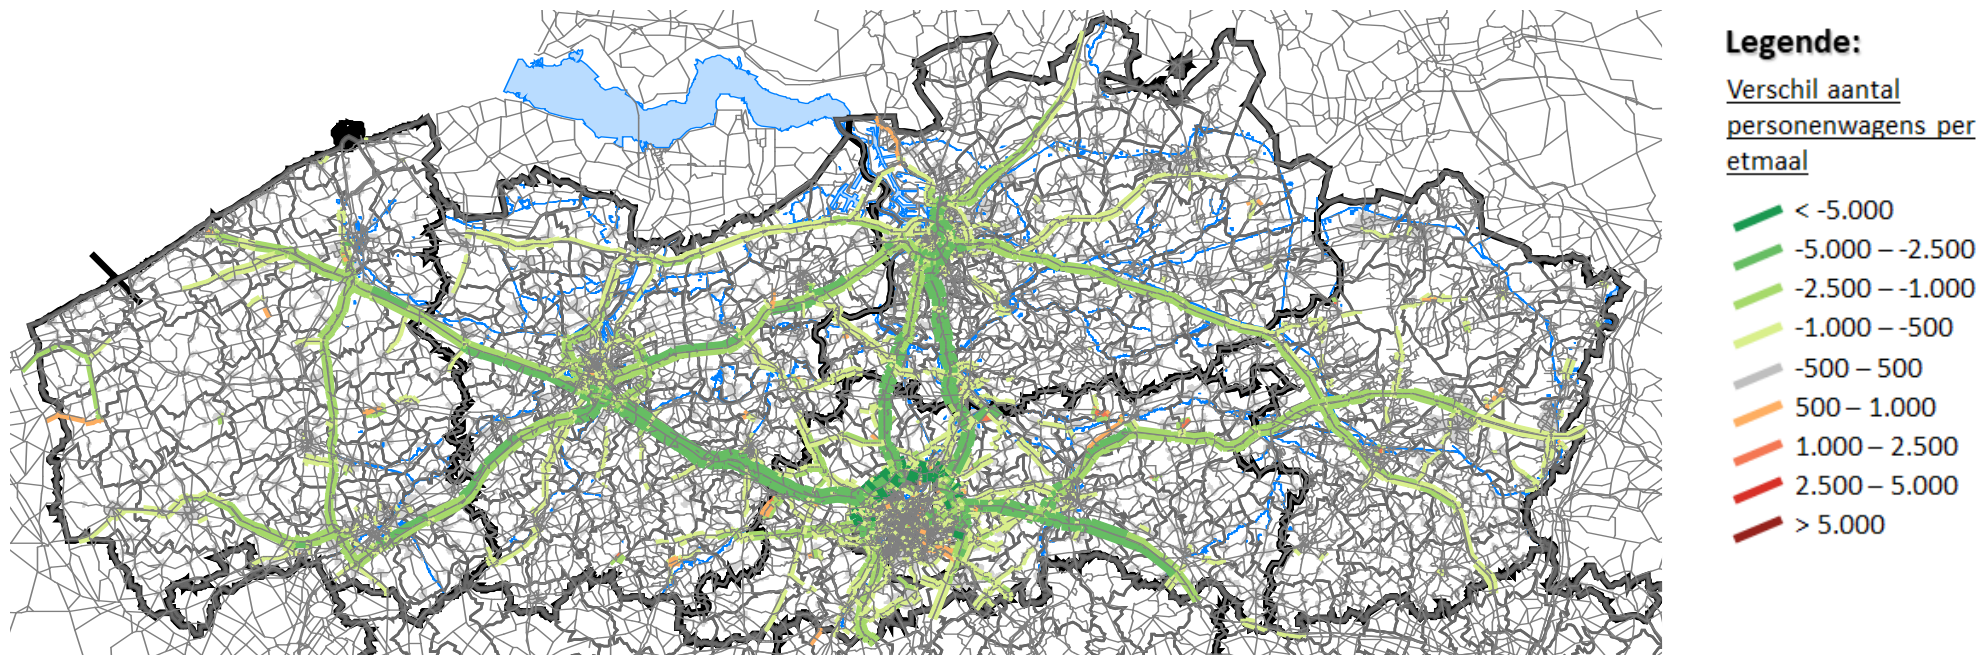 Legende:
Verschil aantal
personenwagens per
etmaal
< -5.000
-5.000 – -2.500
-2.500 – -1.000
-1.000 – -500
-500 – 500
500 – 1.000
1.000 – 2.500
2.500 – 5.000
> 5.000